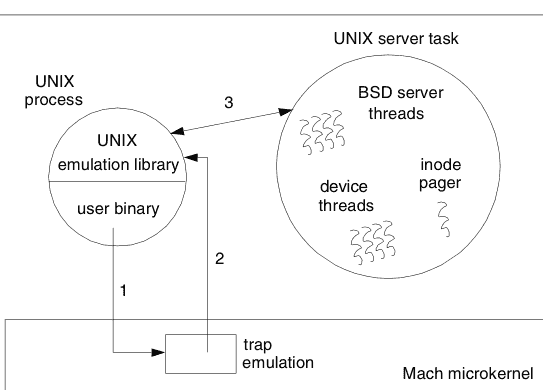 UNIX server task
UNIX
process
BSD server
threads
3
UNIX
emulation library
inode
pager
device
threads
user binary
2
1
trap
emulation
Mach microkernel